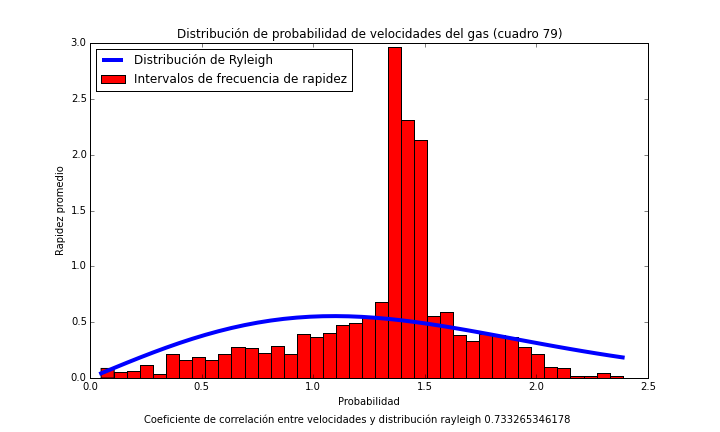 Distribución de probabilidad de velocidades del gas (cuadro 79)
Distribución de Ryleigh
Intervalos de frecuencia de rapidez
3.0
2.5
2.0
1.5
1.0
0.5
0.0
Rapidez promedio
0.0 0.5 1.0 1.5 2.0 2.5
Probabilidad
Coeficiente de correlación entre velocidades y distribución rayleigh 0.733265346178